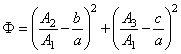 Φ = (A₂/A₁ − b/a)² + (A₃/A₁ − c/a)²